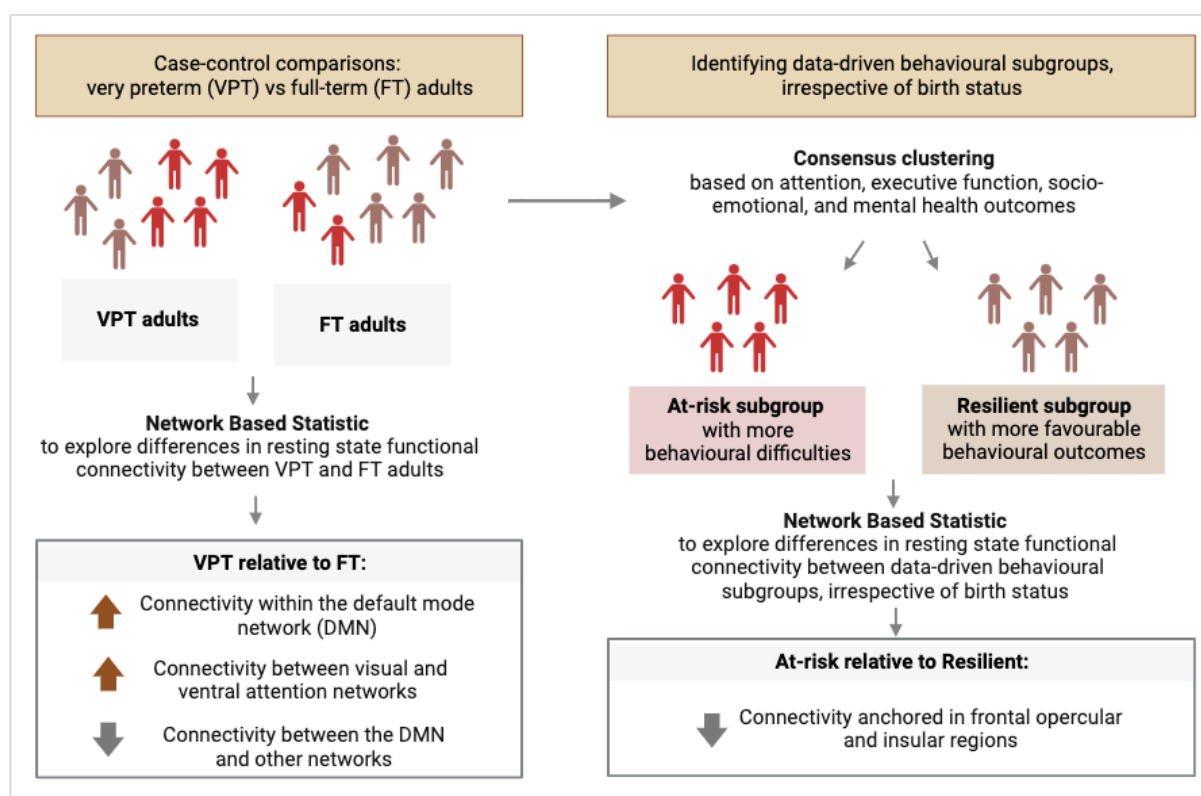 Case-control comparisons:
very preterm (VPT) vs full-term (FT) adults
VPT adults
FT adults
Network Based Statistic
to explore differences in resting state functional
connectivity between VPT and FT adults
VPT relative to FT:
Connectivity within the default mode
network (DMN)
Connectivity between visual and
ventral attention networks
Connectivity between the DMN
and other networks
Identifying data-driven behavioural subgroups,
irrespective of birth status
Consensus clustering
based on attention, executive function, socio-
emotional, and mental health outcomes
At-risk subgroup
with more
behavioural difficulties
Resilient subgroup
with more favourable
behavioural outcomes
Network Based Statistic
to explore differences in resting state functional
connectivity between data-driven behavioural
subgroups, irrespective of birth status
At-risk relative to Resilient:
Connectivity anchored in frontal opercular
and insular regions